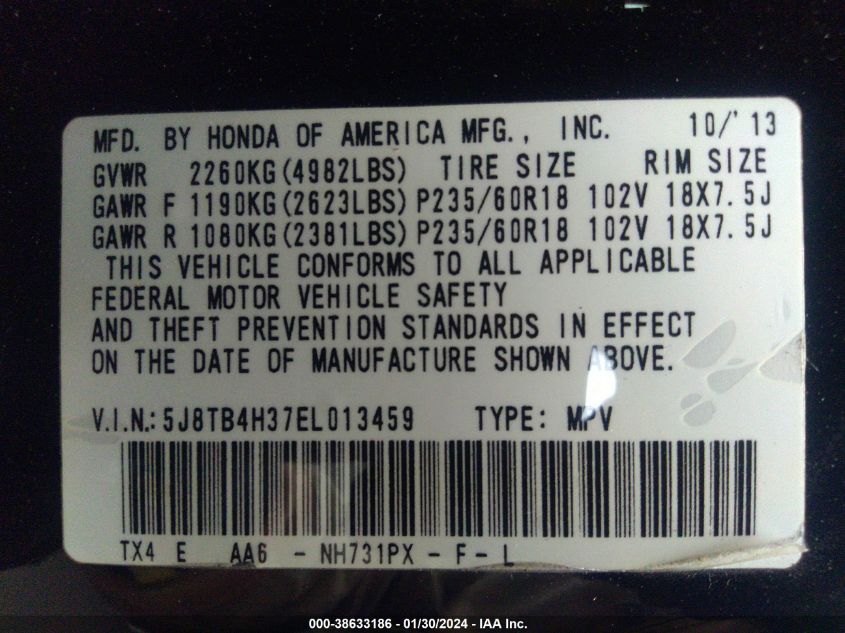 MFD. BY HONDA OF AMERICA MFG., INC. 10/'13
GVWR 2260KG(4982LBS) TIRE SIZE RIM SIZE
GAWR F 1190KG(2623LBS) P235/60R18 102V 18X7.5J
GAWR R 1080KG(2381LBS) P235/60R18 102V 18X7.5J
THIS VEHICLE CONFORMS TO ALL APPLICABLE
FEDERAL MOTOR VEHICLE SAFETY
AND THEFT PREVENTION STANDARDS IN EFFECT
ON THE DATE OF MANUFACTURE SHOWN ABOVE.
V.I.N.: 5J8TB4H37EL013459 TYPE: MPV
TX4 E AA6 - NH731PX - F - L
000-38633186 - 01/30/2024 - IAA Inc.